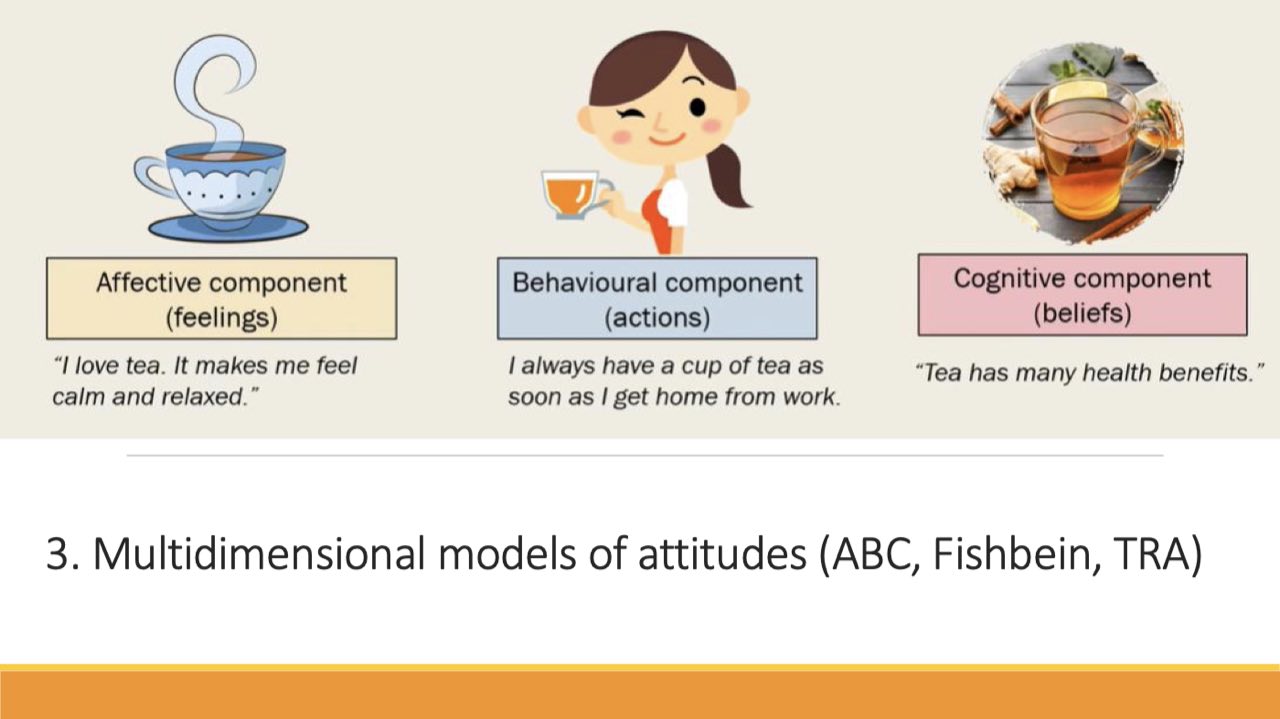 Affective component
(feelings)
“I love tea. It makes me feel
calm and relaxed.”
Behavioural component
(actions)
I always have a cup of tea as
soon as I get home from work.
Cognitive component
(beliefs)
“Tea has many health benefits.”
3. Multidimensional models of attitudes (ABC, Fishbein, TRA)